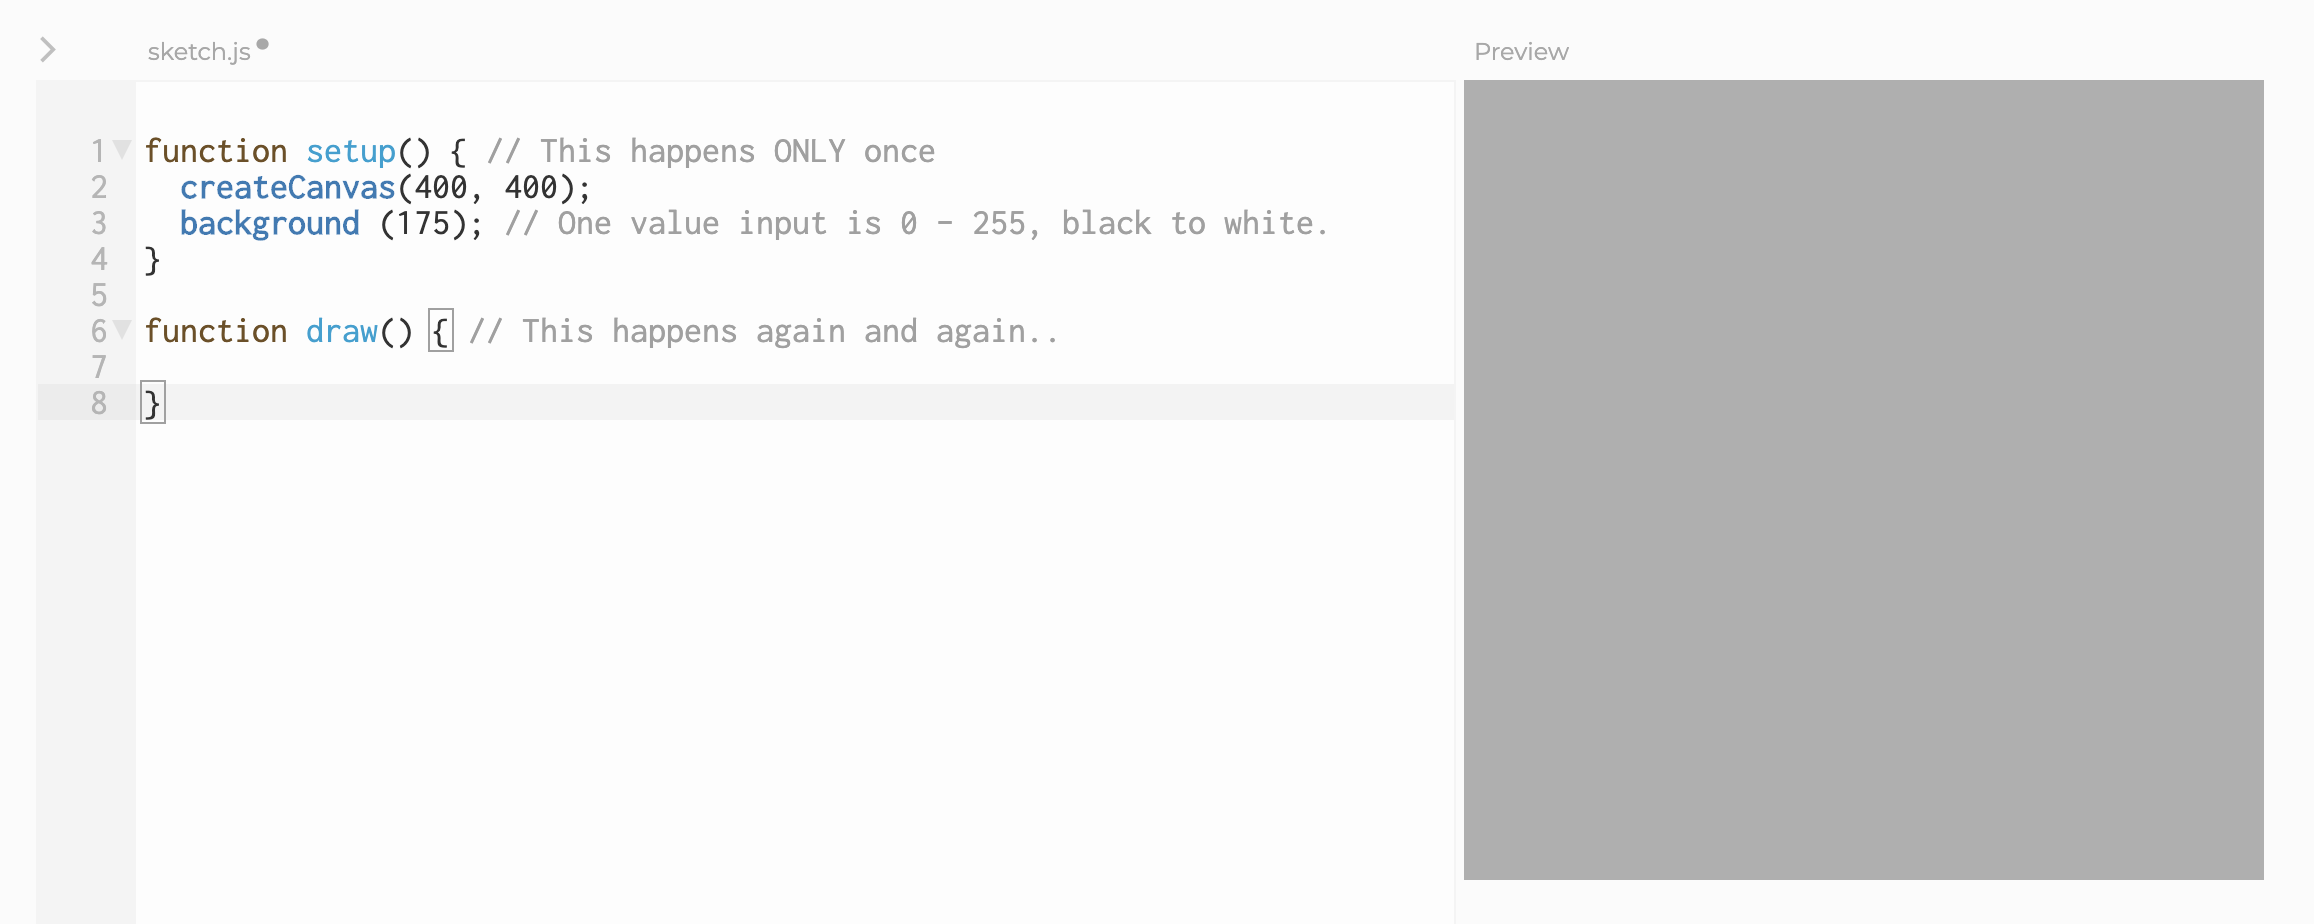 sketch.js
Preview
1 function setup() { // This happens ONLY once
2   createCanvas(400, 400);
3   background (175); // One value input is 0 - 255, black to white.
4 }
5
6 function draw() { // This happens again and again..
7
8 }